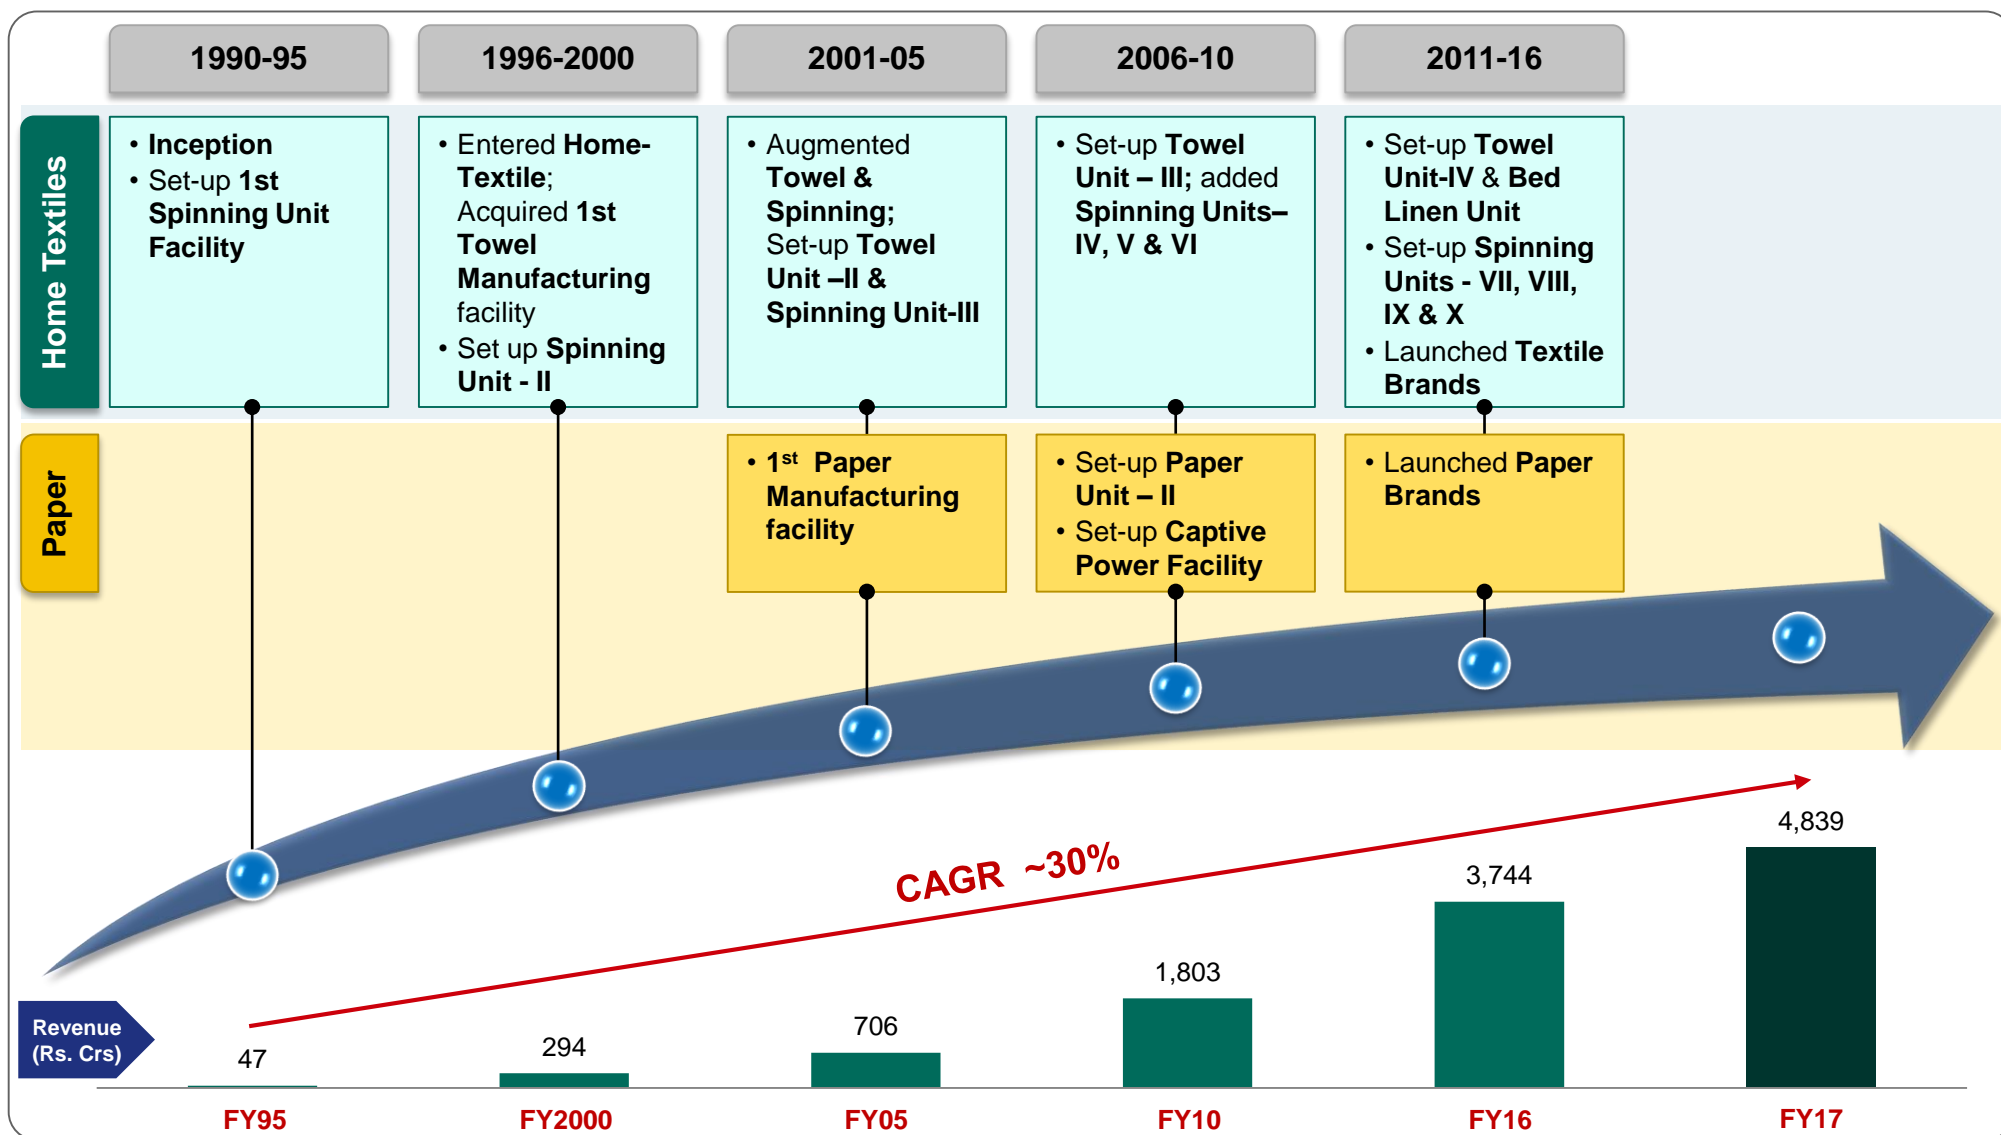 1990-95
1996-2000
2001-05
2006-10
2011-16
Home Textiles
• Inception
• Set-up 1st
Spinning Unit
Facility
• Entered Home-
Textile;
Acquired 1st
Towel
Manufacturing
facility
• Set up Spinning
Unit - II
• Augmented
Towel &
Spinning;
Set-up Towel
Unit –II &
Spinning Unit-III
• Set-up Towel
Unit – III; added
Spinning Units–
IV, V & VI
• Set-up Towel
Unit-IV & Bed
Linen Unit
• Set-up Spinning
Units - VII, VIII,
IX & X
• Launched Textile
Brands
Paper
• 1st Paper
Manufacturing
facility
• Set-up Paper
Unit – II
• Set-up Captive
Power Facility
• Launched Paper
Brands
CAGR ~30%
Revenue
(Rs. Crs)
47
294
706
1,803
3,744
4,839
FY95
FY2000
FY05
FY10
FY16
FY17